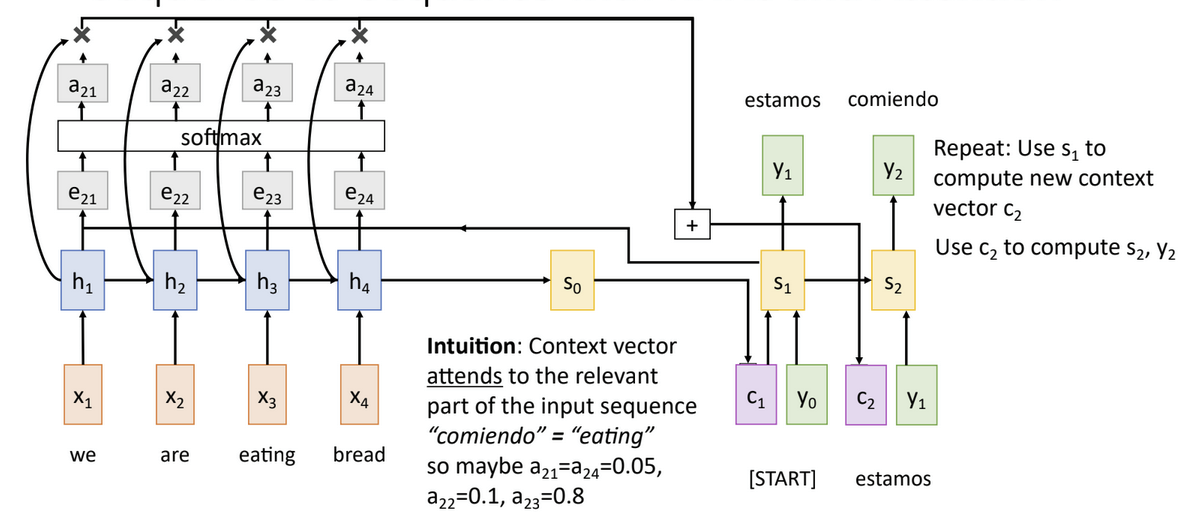 a₂₁ a₂₂ a₂₃ a₂₄
softmax
e₂₁ e₂₂ e₂₃ e₂₄
h₁ h₂ h₃ h₄ s₀ s₁ s₂
x₁ x₂ x₃ x₄
we are eating bread
Intuition: Context vector
attends to the relevant
part of the input sequence
“comiendo” = “eating”
so maybe a₂₁=a₂₄=0.05,
a₂₂=0.1, a₂₃=0.8
estamos comiendo
y₁ y₂
+
c₁ y₀ c₂ y₁
[START] estamos
Repeat: Use s₁ to
compute new context
vector c₂
Use c₂ to compute s₂, y₂